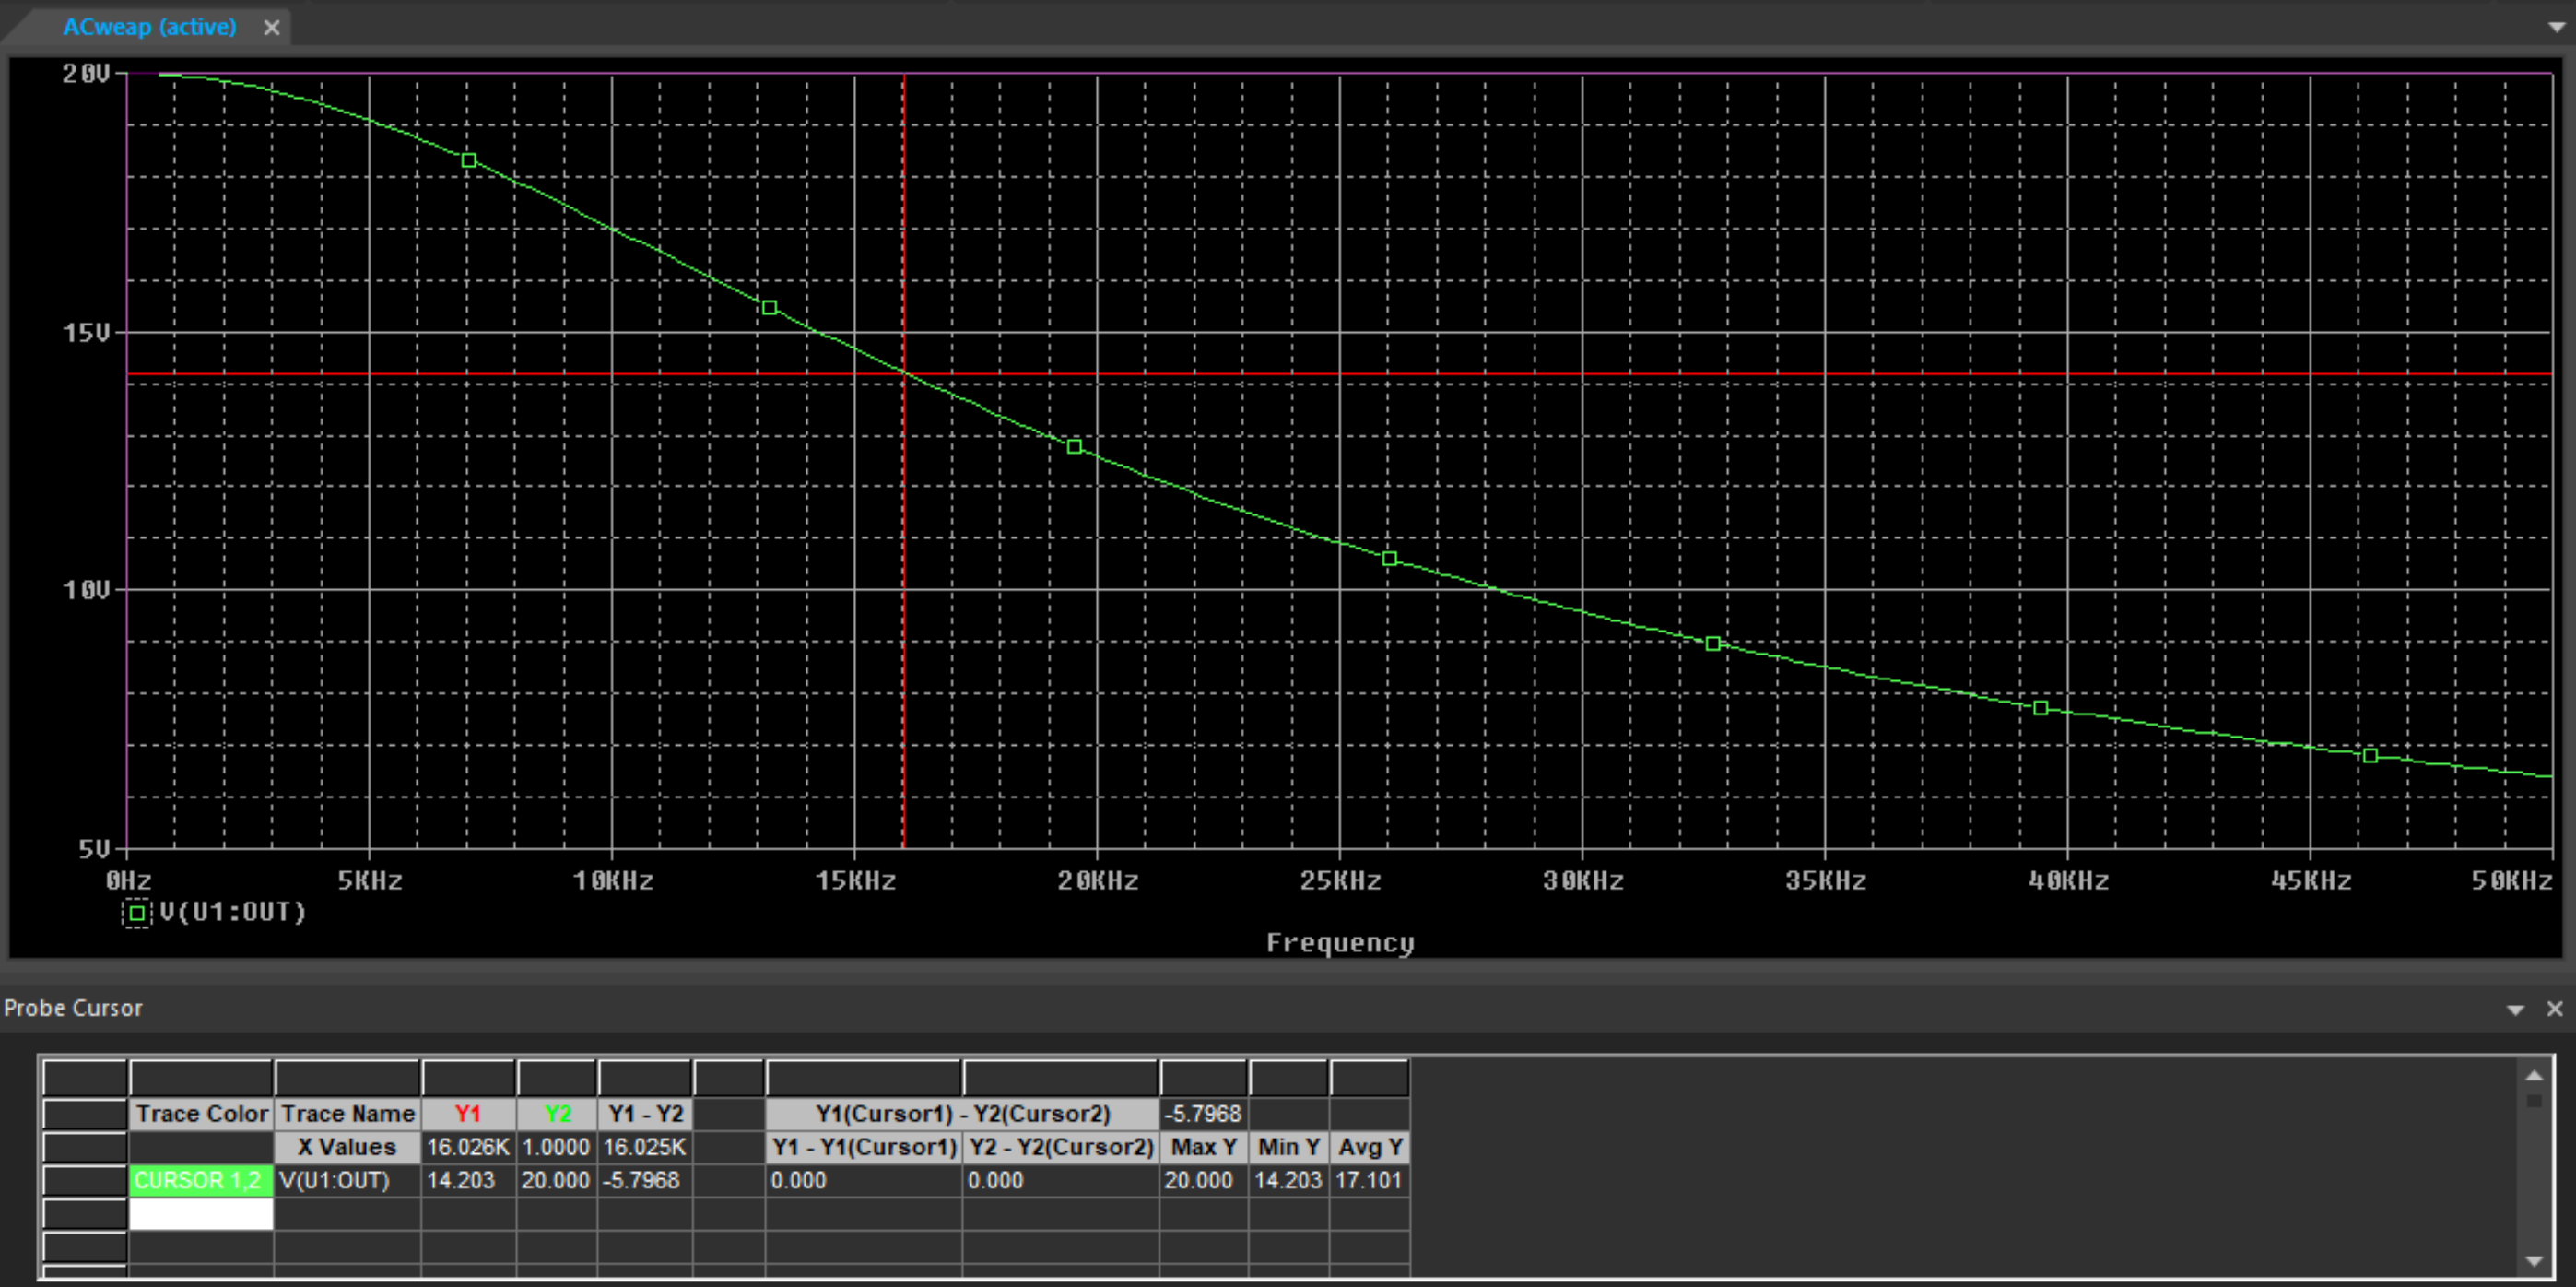 ACweap (active)
20V
15V
10V
5V
0Hz 5KHz 10KHz 15KHz 20KHz 25KHz 30KHz 35KHz 40KHz 45KHz 50KHz
V(U1:OUT)
Frequency
Probe Cursor
Trace Color Trace Name Y1 Y2 Y1 - Y2 Y1(Cursor1) - Y2(Cursor2) -5.7968
X Values 16.026K 1.0000 16.025K Y1 - Y1(Cursor1) Y2 - Y2(Cursor2) Max Y Min Y Avg Y
CURSOR 1,2 V(U1:OUT) 14.203 20.000 -5.7968 0.000 0.000 20.000 14.203 17.101